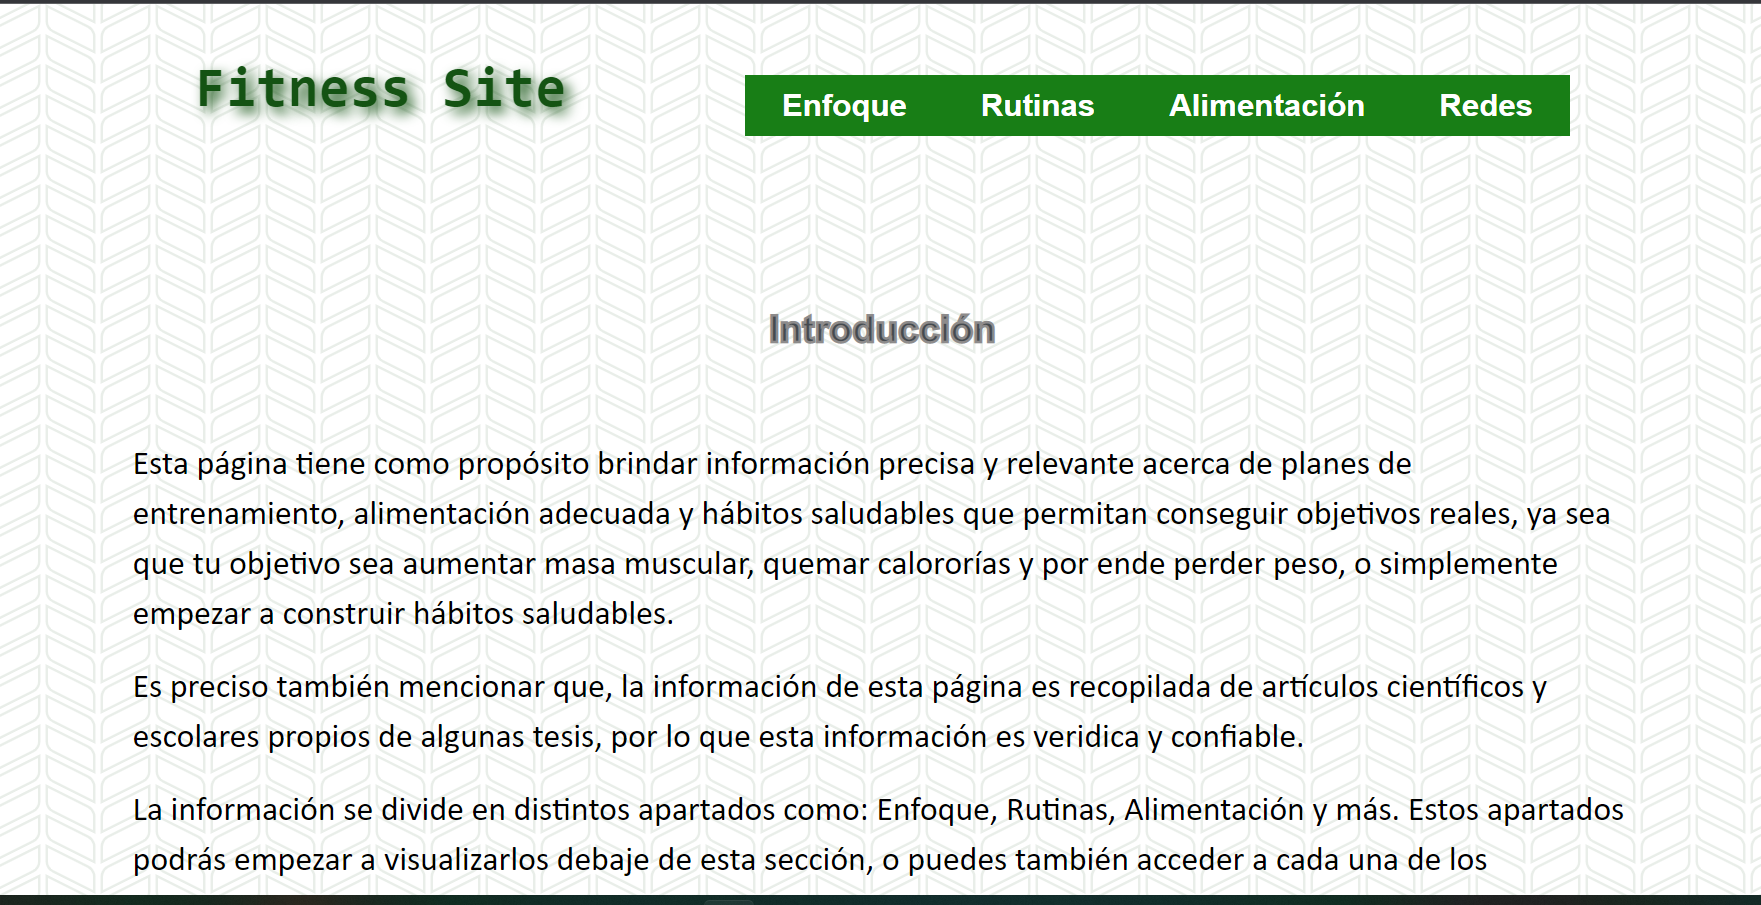 Fitness Site
Enfoque Rutinas Alimentación Redes
Introducción
Esta página tiene como propósito brindar información precisa y relevante acerca de planes de
entrenamiento, alimentación adecuada y hábitos saludables que permitan conseguir objetivos reales, ya sea
que tu objetivo sea aumentar masa muscular, quemar calororías y por ende perder peso, o simplemente
empezar a construir hábitos saludables.
Es preciso también mencionar que, la información de esta página es recopilada de artículos científicos y
escolares propios de algunas tesis, por lo que esta información es veridica y confiable.
La información se divide en distintos apartados como: Enfoque, Rutinas, Alimentación y más. Estos apartados
podrás empezar a visualizarlos debaje de esta sección, o puedes también acceder a cada una de los